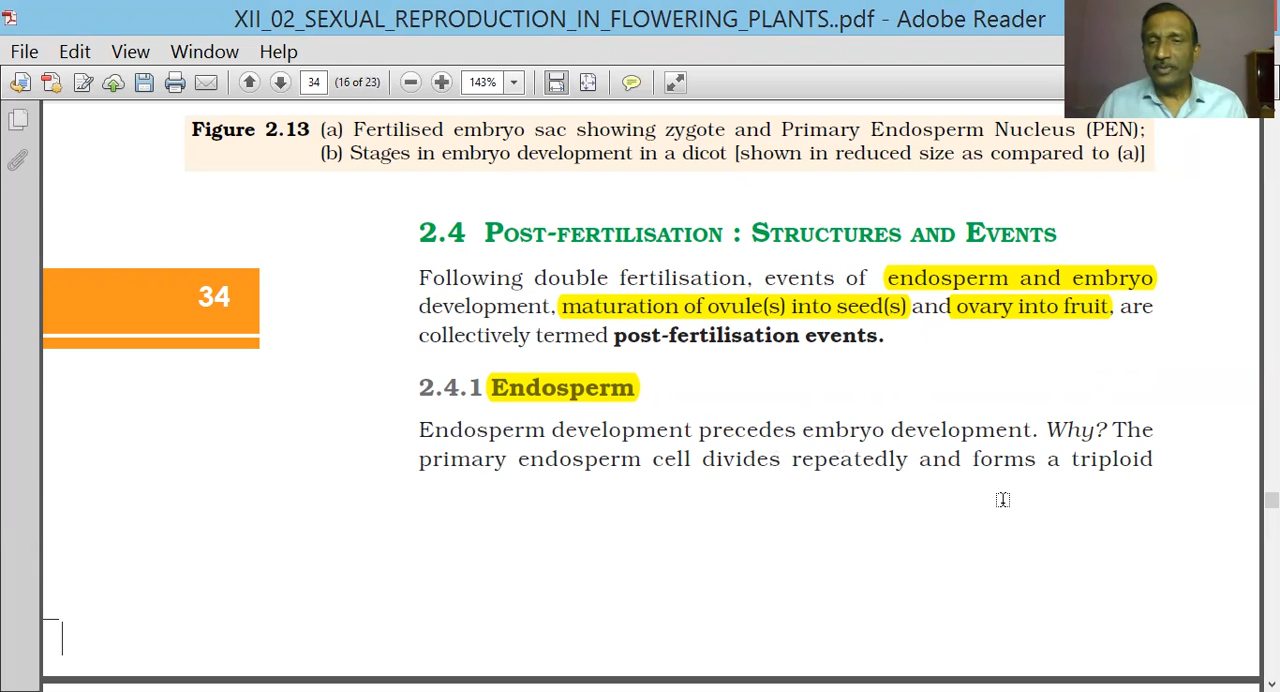 XII_02_SEXUAL_REPRODUCTION_IN_FLOWERING_PLANTS..pdf - Adobe Reader
File Edit View Window Help
34 (16 of 23) 143%
Figure 2.13 (a) Fertilised embryo sac showing zygote and Primary Endosperm Nucleus (PEN);
(b) Stages in embryo development in a dicot [shown in reduced size as compared to (a)]
2.4 Post-fertilisation : Structures and Events
Following double fertilisation, events of endosperm and embryo
34
development, maturation of ovule(s) into seed(s) and ovary into fruit, are
collectively termed post-fertilisation events.
2.4.1 Endosperm
Endosperm development precedes embryo development. Why? The
primary endosperm cell divides repeatedly and forms a triploid